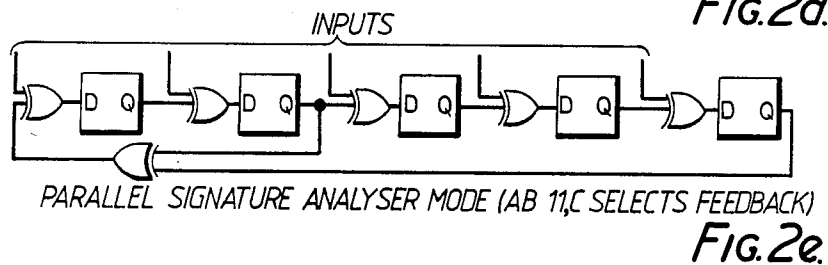 FIG.2d.
INPUTS
D Q D Q D Q D Q D Q
PARALLEL SIGNATURE ANALYSER MODE (AB 11,C SELECTS FEEDBACK)
FIG.2e.